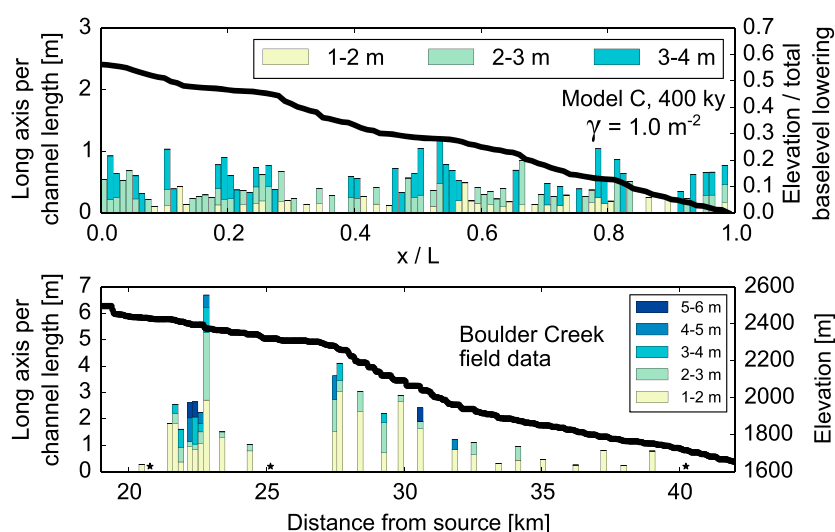 Long axis per
channel length [m]
3
2
1
0
1-2 m
2-3 m
3-4 m
Model C, 400 ky
γ = 1.0 m-2
0.7
0.6
0.5
0.4
0.3
0.2
0.1
0.0
Elevation / total
baselevel lowering
0.0
0.2
0.4
0.6
0.8
1.0
x / L
Long axis per
channel length [m]
7
6
5
4
3
2
1
0
Boulder Creek
field data
5-6 m
4-5 m
3-4 m
2-3 m
1-2 m
2600
2400
2200
2000
1800
1600
Elevation [m]
20
25
30
35
40
Distance from source [km]